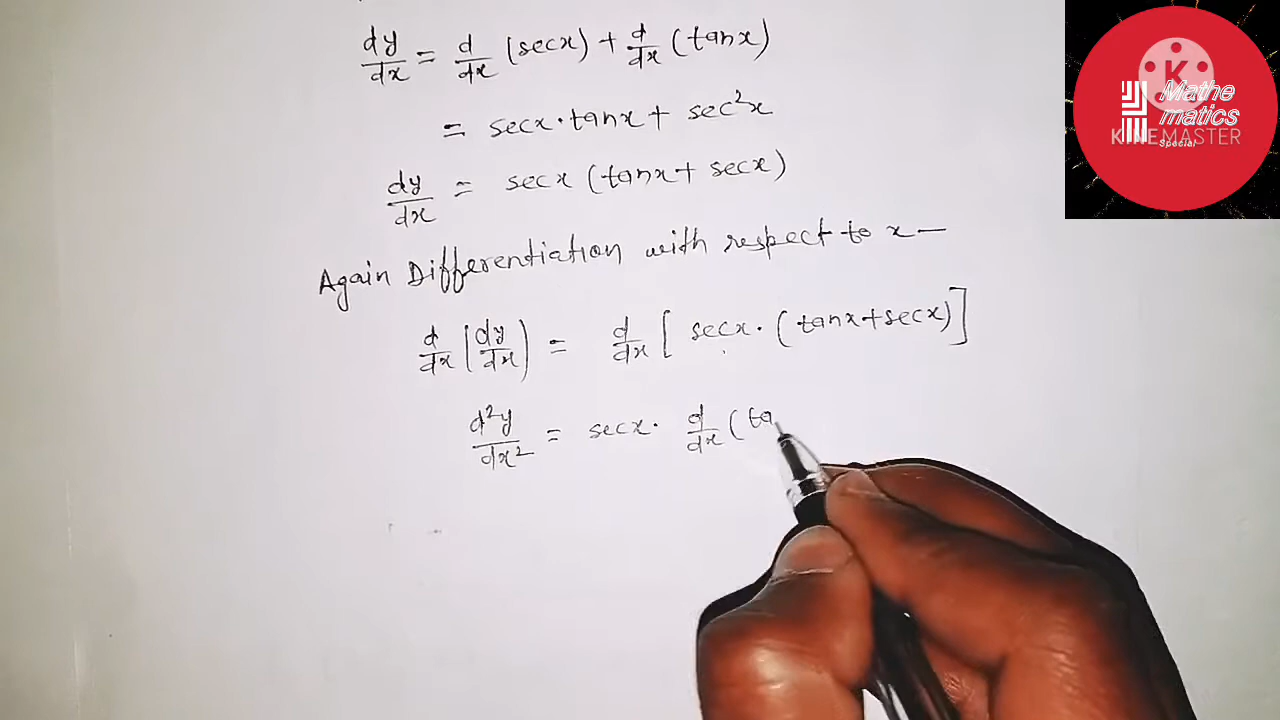 dy/dx = d/dx (secx) + d/dx (tanx)
= secx·tanx + sec²x
dy/dx = secx (tanx + secx)
Again Differentiation with respect to x —
d/dx (dy/dx) = d/dx [ secx·(tanx+secx)]
d²y/dx² = secx· d/dx (ta
K
Mathe
matics
KINEMASTER
Special